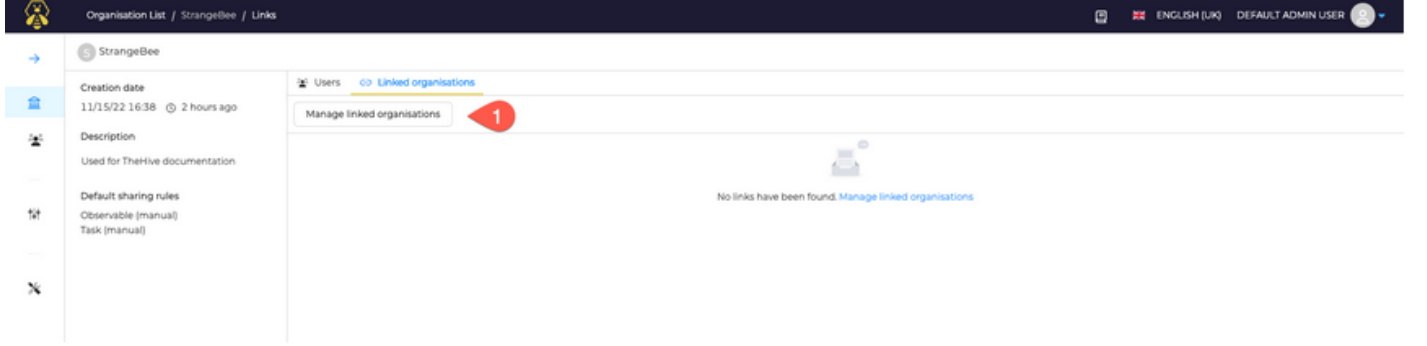 Organisation List / StrangeBee / Links
ENGLISH (UK) DEFAULT ADMIN USER
S StrangeBee
Creation date
11/15/22 16:38 2 hours ago
Description
Used for TheHive documentation
Default sharing rules
Observable (manual)
Task (manual)
Users Linked organisations
Manage linked organisations 1
No links have been found. Manage linked organisations